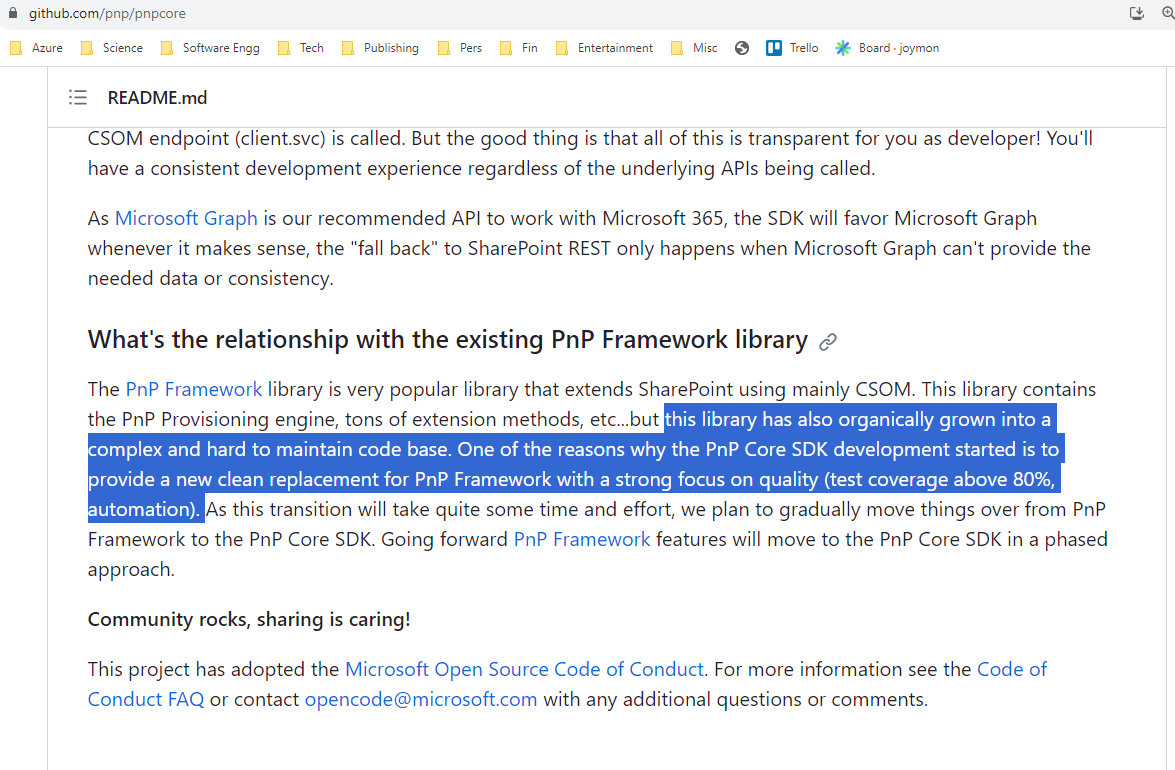 github.com/pnp/pnpcore
Azure Science Software Engg Tech Publishing Pers Fin Entertainment Misc Trello Board · joymon
README.md
CSOM endpoint (client.svc) is called. But the good thing is that all of this is transparent for you as developer! You'll
have a consistent development experience regardless of the underlying APIs being called.
As Microsoft Graph is our recommended API to work with Microsoft 365, the SDK will favor Microsoft Graph
whenever it makes sense, the "fall back" to SharePoint REST only happens when Microsoft Graph can't provide the
needed data or consistency.
What's the relationship with the existing PnP Framework library
The PnP Framework library is very popular library that extends SharePoint using mainly CSOM. This library contains
the PnP Provisioning engine, tons of extension methods, etc...but this library has also organically grown into a
complex and hard to maintain code base. One of the reasons why the PnP Core SDK development started is to
provide a new clean replacement for PnP Framework with a strong focus on quality (test coverage above 80%,
automation). As this transition will take quite some time and effort, we plan to gradually move things over from PnP
Framework to the PnP Core SDK. Going forward PnP Framework features will move to the PnP Core SDK in a phased
approach.
Community rocks, sharing is caring!
This project has adopted the Microsoft Open Source Code of Conduct. For more information see the Code of
Conduct FAQ or contact opencode@microsoft.com with any additional questions or comments.